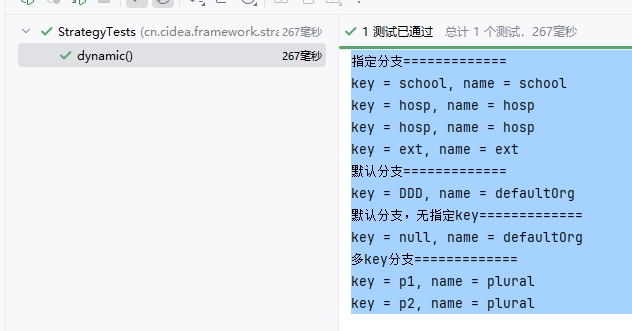 StrategyTests (cn.cidea.framework.stra 267毫秒
dynamic() 267毫秒
1 测试已通过 总计 1 个测试，267毫秒
指定分支=============
key = school, name = school
key = hosp, name = hosp
key = hosp, name = hosp
key = ext, name = ext
默认分支=============
key = DDD, name = defaultOrg
默认分支，无指定key=============
key = null, name = defaultOrg
多key分支=============
key = p1, name = plural
key = p2, name = plural